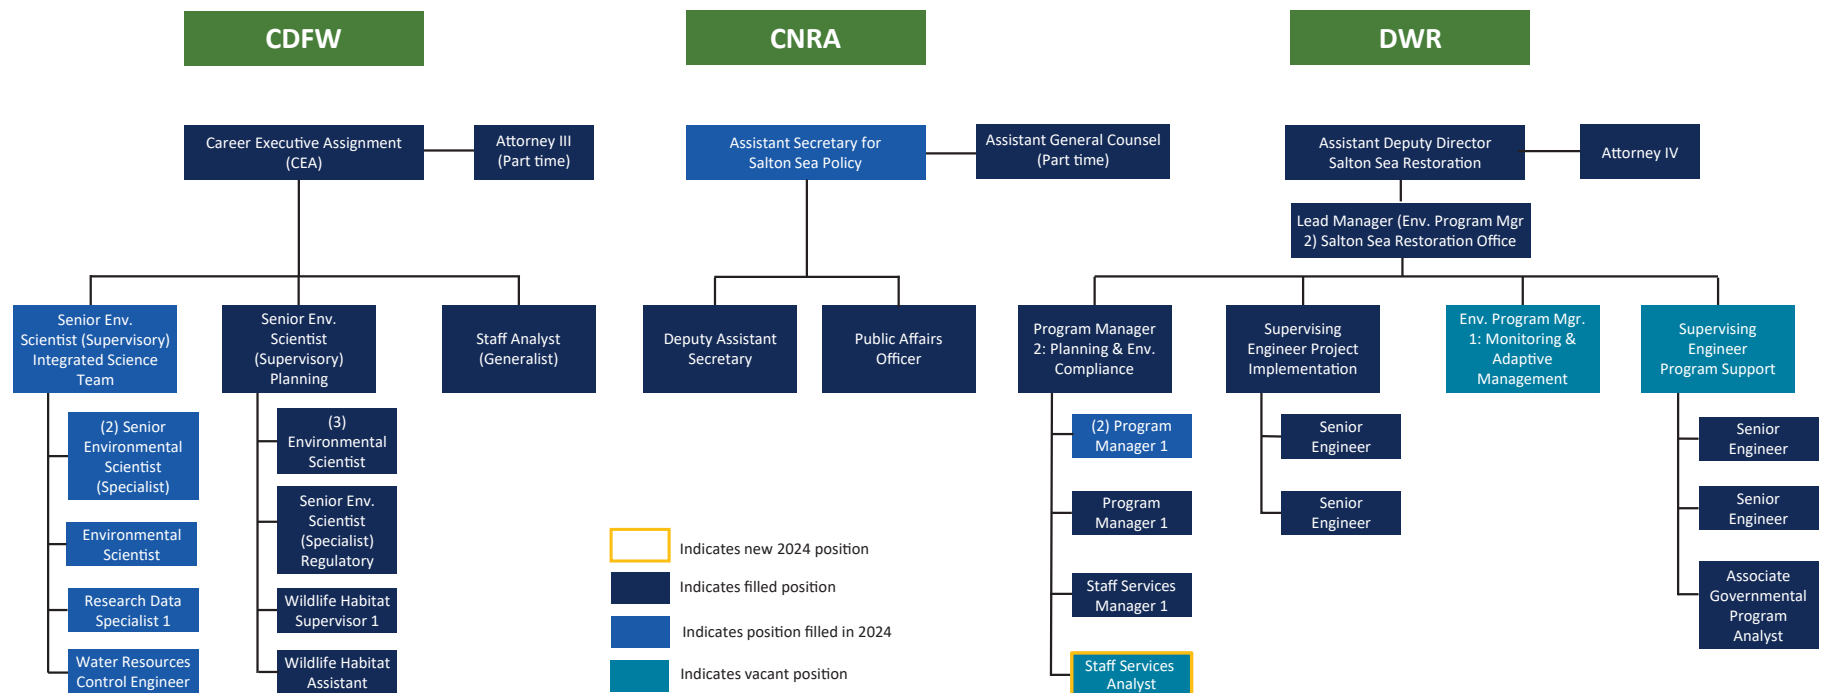 CDFW
CNRA
DWR
Career Executive Assignment
(CEA)
Attorney III
(Part time)
Assistant Secretary for
Salton Sea Policy
Assistant General Counsel
(Part time)
Assistant Deputy Director
Salton Sea Restoration
Attorney IV
Lead Manager (Env. Program Mgr
2) Salton Sea Restoration Office
Senior Env.
Scientist (Supervisory)
Integrated Science
Team
Senior Env.
Scientist
(Supervisory)
Planning
Staff Analyst
(Generalist)
Deputy Assistant
Secretary
Public Affairs
Officer
Program Manager
2: Planning & Env.
Compliance
Supervising
Engineer Project
Implementation
Env. Program Mgr.
1: Monitoring &
Adaptive
Management
Supervising
Engineer
Program Support
(2) Senior
Environmental
Scientist
(Specialist)
Environmental
Scientist
Research Data
Specialist 1
Water Resources
Control Engineer
(3)
Environmental
Scientist
Senior Env.
Scientist
(Specialist)
Regulatory
Wildlife Habitat
Supervisor 1
Wildlife Habitat
Assistant
Indicates new 2024 position
Indicates filled position
Indicates position filled in 2024
Indicates vacant position
(2) Program
Manager 1
Program
Manager 1
Staff Services
Manager 1
Staff Services
Analyst
Senior
Engineer
Senior
Engineer
Senior
Engineer
Senior
Engineer
Associate
Governmental
Program
Analyst